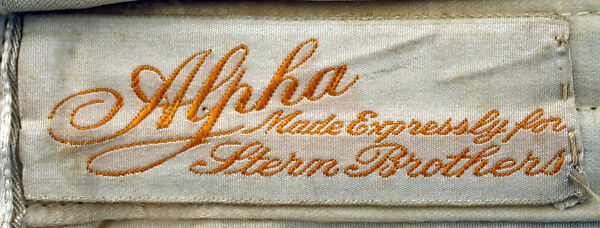 Alpha
Made Expressly for
Stern Brothers